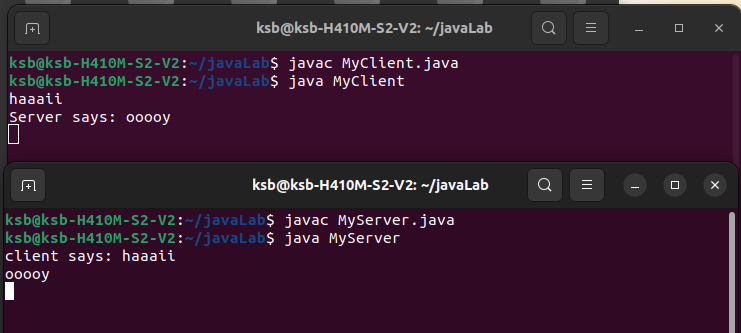 ksb@ksb-H410M-S2-V2: ~/javaLab
ksb@ksb-H410M-S2-V2:~/javaLab$ javac MyClient.java
ksb@ksb-H410M-S2-V2:~/javaLab$ java MyClient
haaaii
Server says: ooooy
ksb@ksb-H410M-S2-V2: ~/javaLab
ksb@ksb-H410M-S2-V2:~/javaLab$ javac MyServer.java
ksb@ksb-H410M-S2-V2:~/javaLab$ java MyServer
client says: haaaii
ooooy